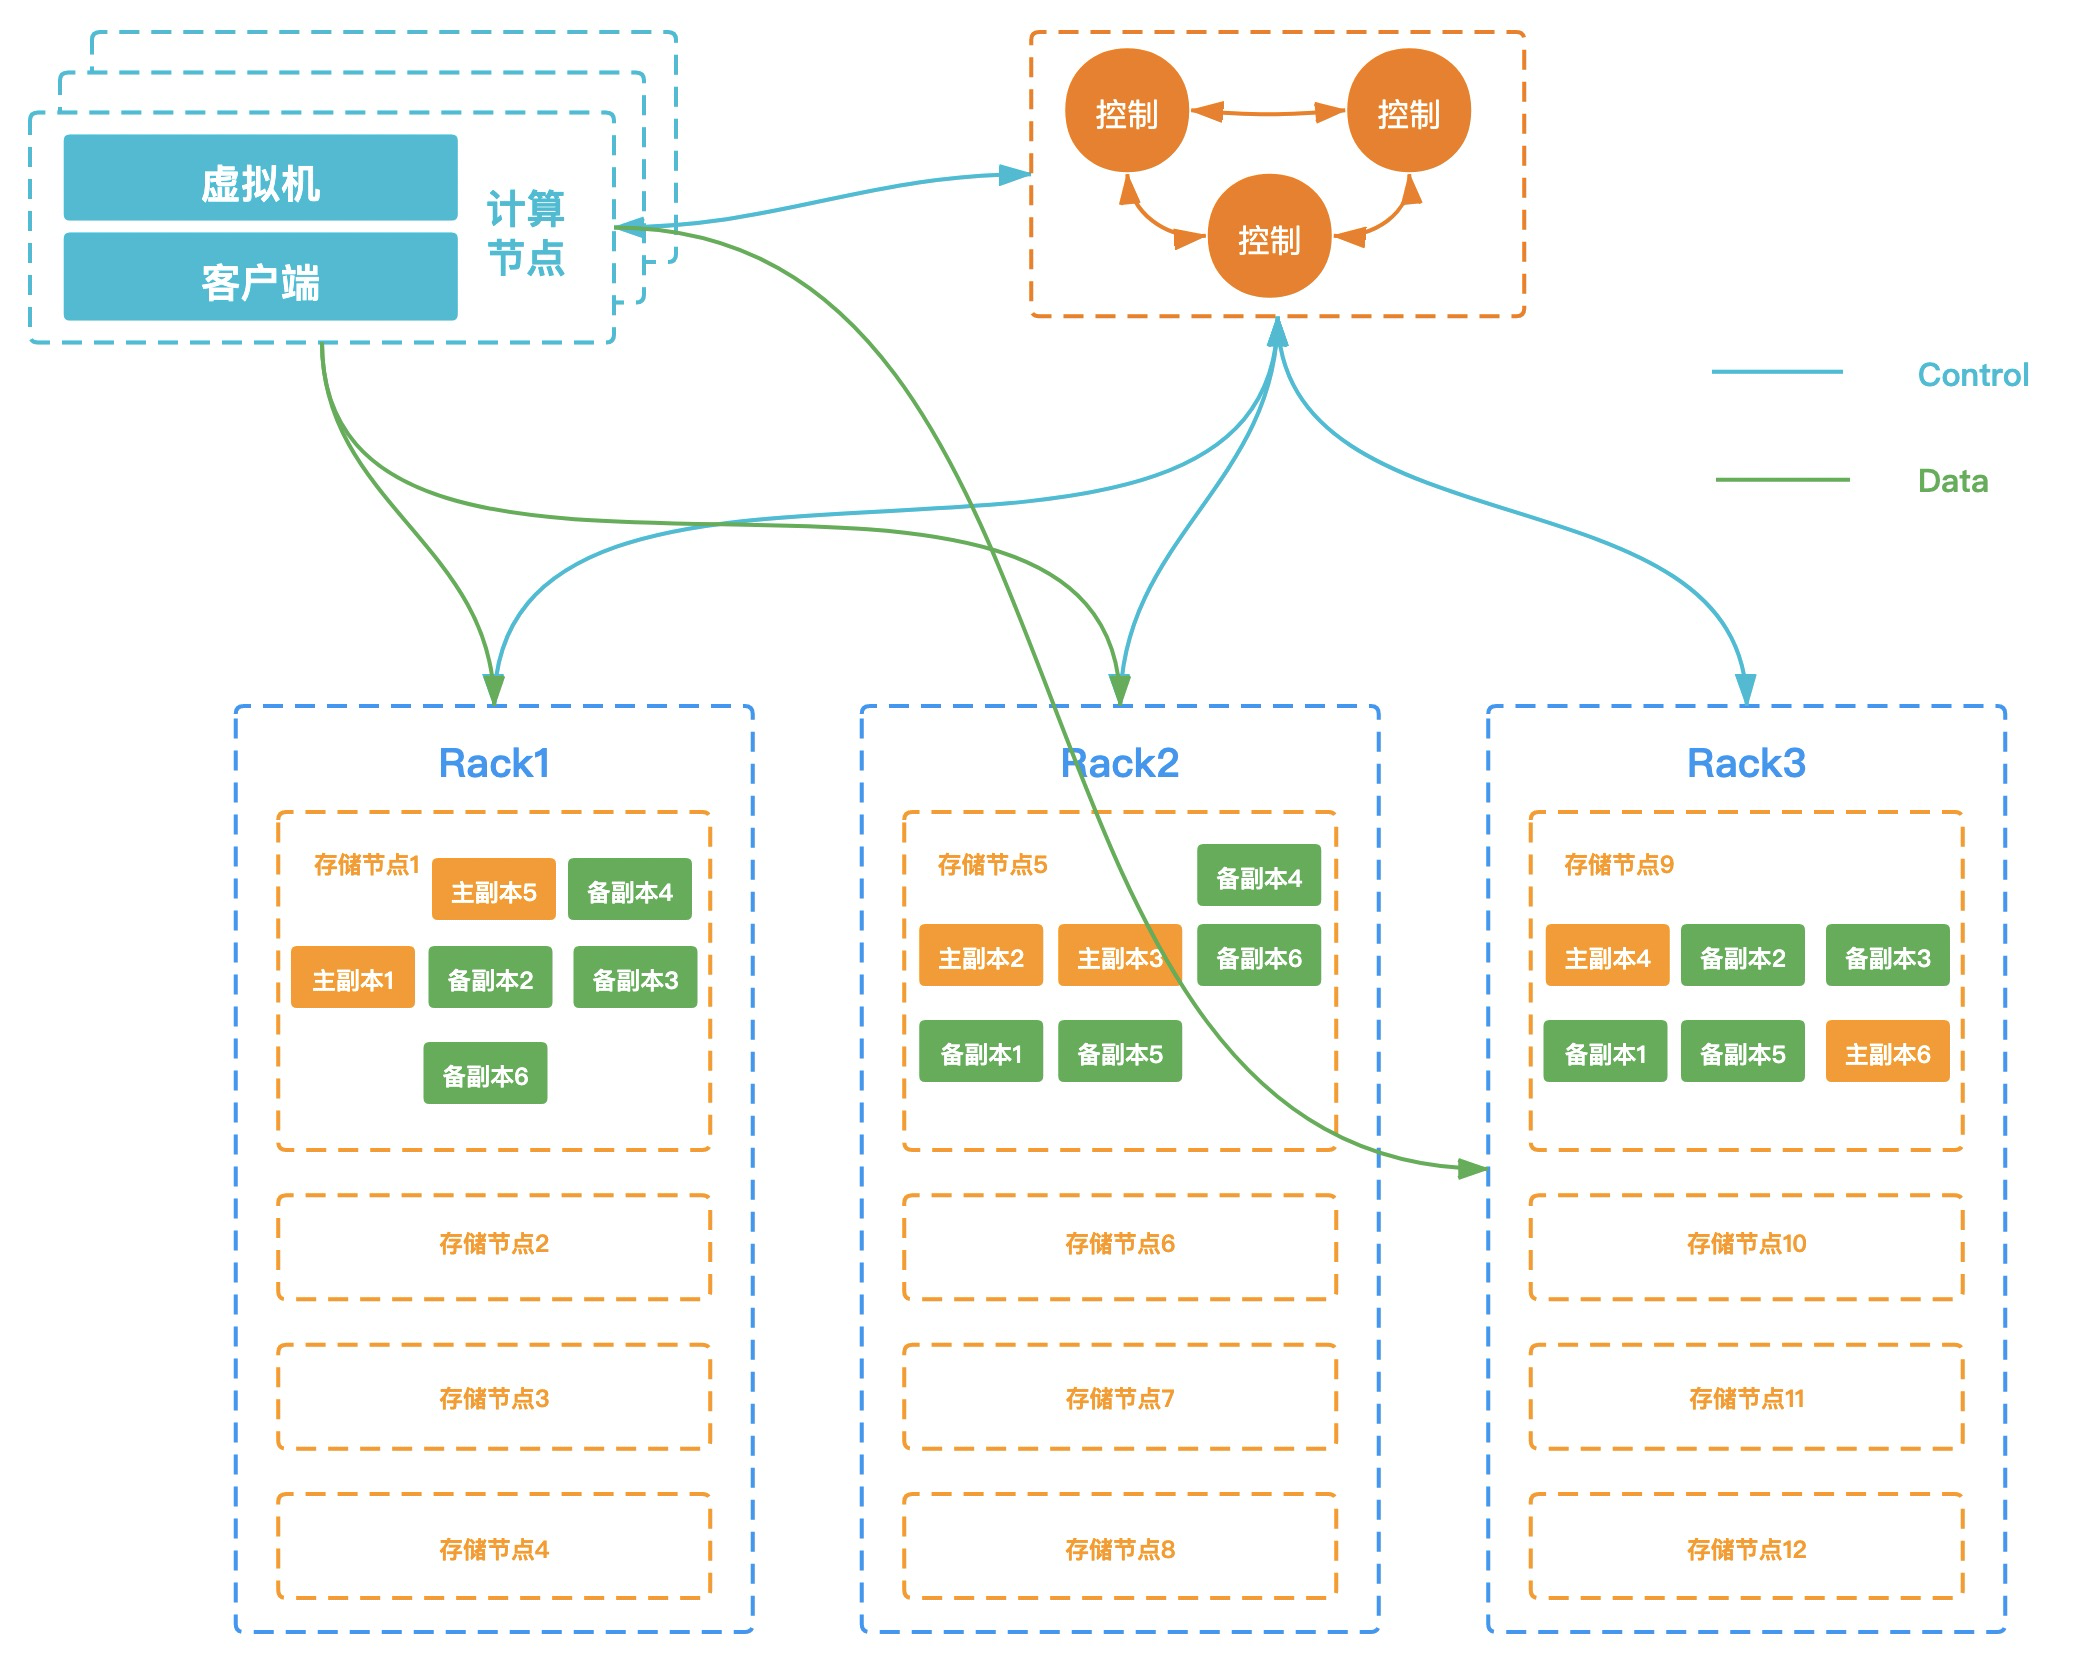 虚拟机
客户端
计算
节点
控制
控制
控制
Control
Data
Rack1
存储节点1
主副本5
备副本4
主副本1
备副本2
备副本3
备副本6
存储节点2
存储节点3
存储节点4
Rack2
存储节点5
备副本4
主副本2
主副本3
备副本6
备副本1
备副本5
存储节点6
存储节点7
存储节点8
Rack3
存储节点9
主副本4
备副本2
备副本3
备副本1
备副本5
主副本6
存储节点10
存储节点11
存储节点12